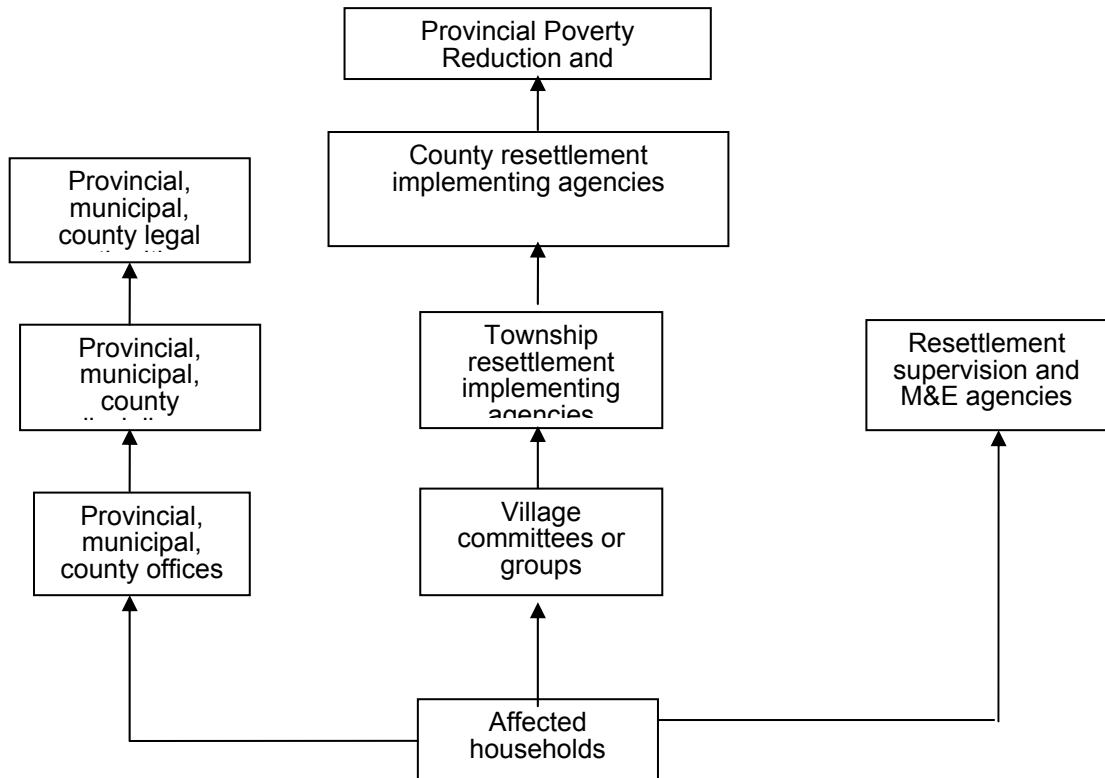 Provincial Poverty
Reduction and
County resettlement
implementing agencies
Provincial,
municipal,
county legal
Provincial,
municipal,
county
Township
resettlement
implementing
agencies
Resettlement
supervision and
M&E agencies
Provincial,
municipal,
county offices
Village
committees or
groups
Affected
households